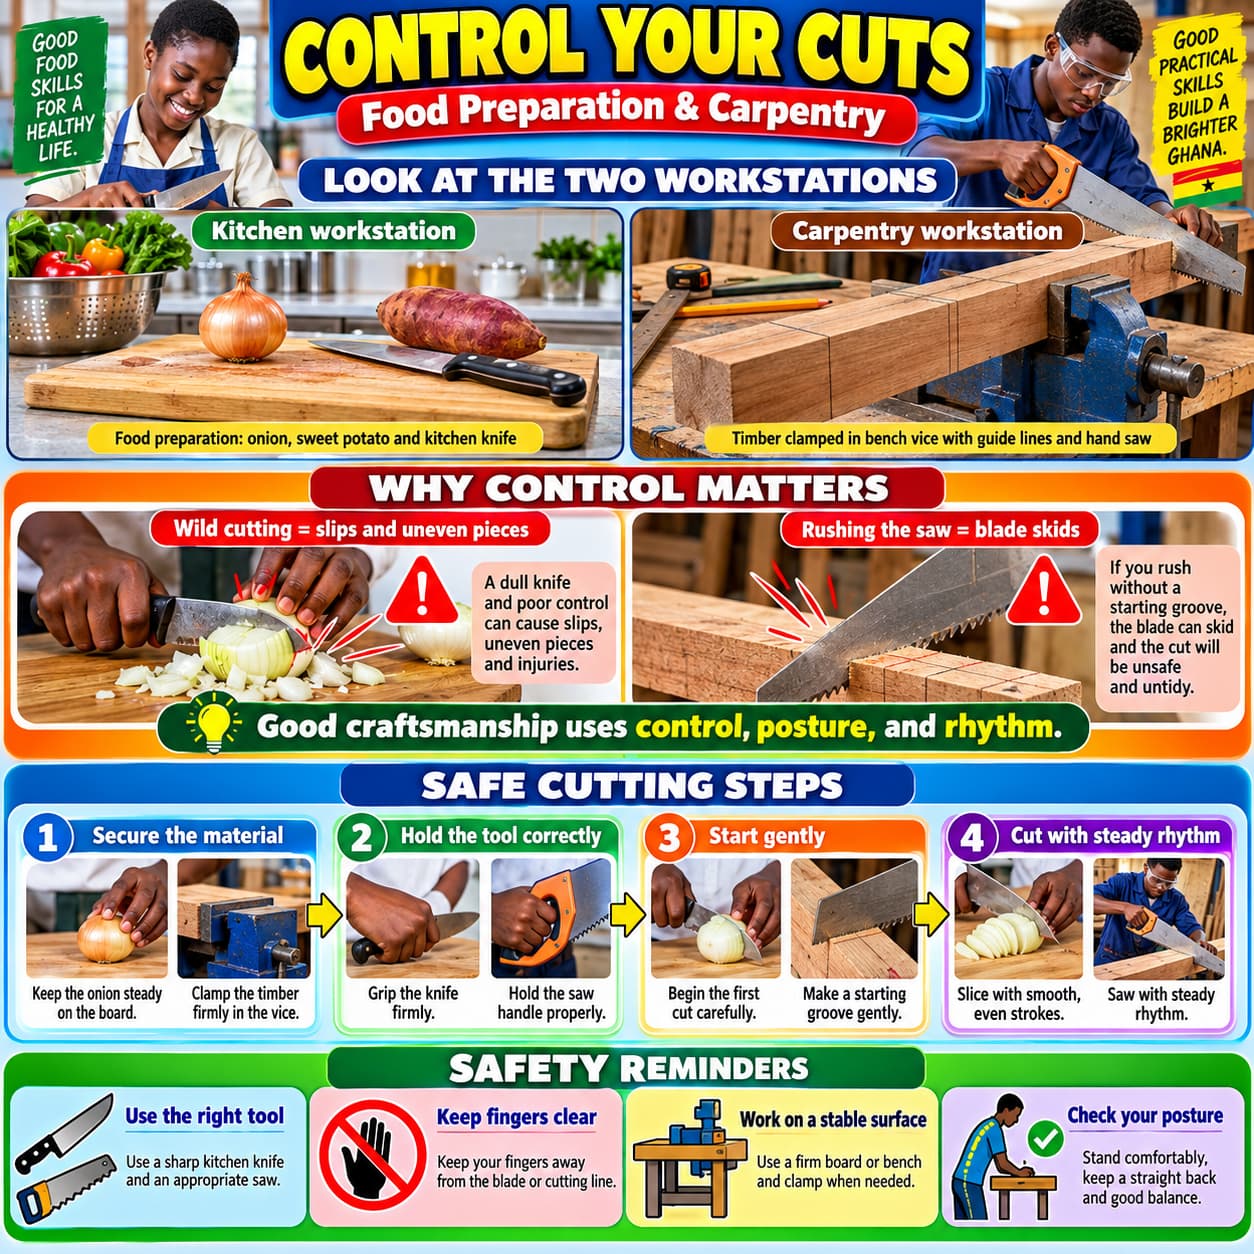 GOOD
FOOD
SKILLS
FOR A
HEALTHY
LIFE.
CONTROL YOUR CUTS
Food Preparation & Carpentry
GOOD
PRACTICAL
SKILLS
BUILD A
BRIGHTER
GHANA.
LOOK AT THE TWO WORKSTATIONS
Kitchen workstation
Food preparation: onion, sweet potato and kitchen knife
Carpentry workstation
Timber clamped in bench vice with guide lines and hand saw
WHY CONTROL MATTERS
Wild cutting = slips and uneven pieces
!
A dull knife
and poor control
can cause slips,
uneven pieces
and injuries.
Rushing the saw = blade skids
!
If you rush
without a
starting groove,
the blade can skid
and the cut will
be unsafe
and untidy.
Good craftsmanship uses control, posture, and rhythm.
SAFE CUTTING STEPS
1 Secure the material
Keep the onion steady
on the board.
Clamp the timber
firmly in the vice.
2 Hold the tool correctly
Grip the knife
firmly.
Hold the saw
handle properly.
3 Start gently
Begin the first
cut carefully.
Make a starting
groove gently.
4 Cut with steady rhythm
Slice with smooth,
even strokes.
Saw with steady
rhythm.
SAFETY REMINDERS
Use the right tool
Use a sharp kitchen knife
and an appropriate saw.
Keep fingers clear
Keep your fingers away
from the blade or cutting line.
Work on a stable surface
Use a firm board or bench
and clamp when needed.
Check your posture
Stand comfortably,
keep a straight back
and good balance.